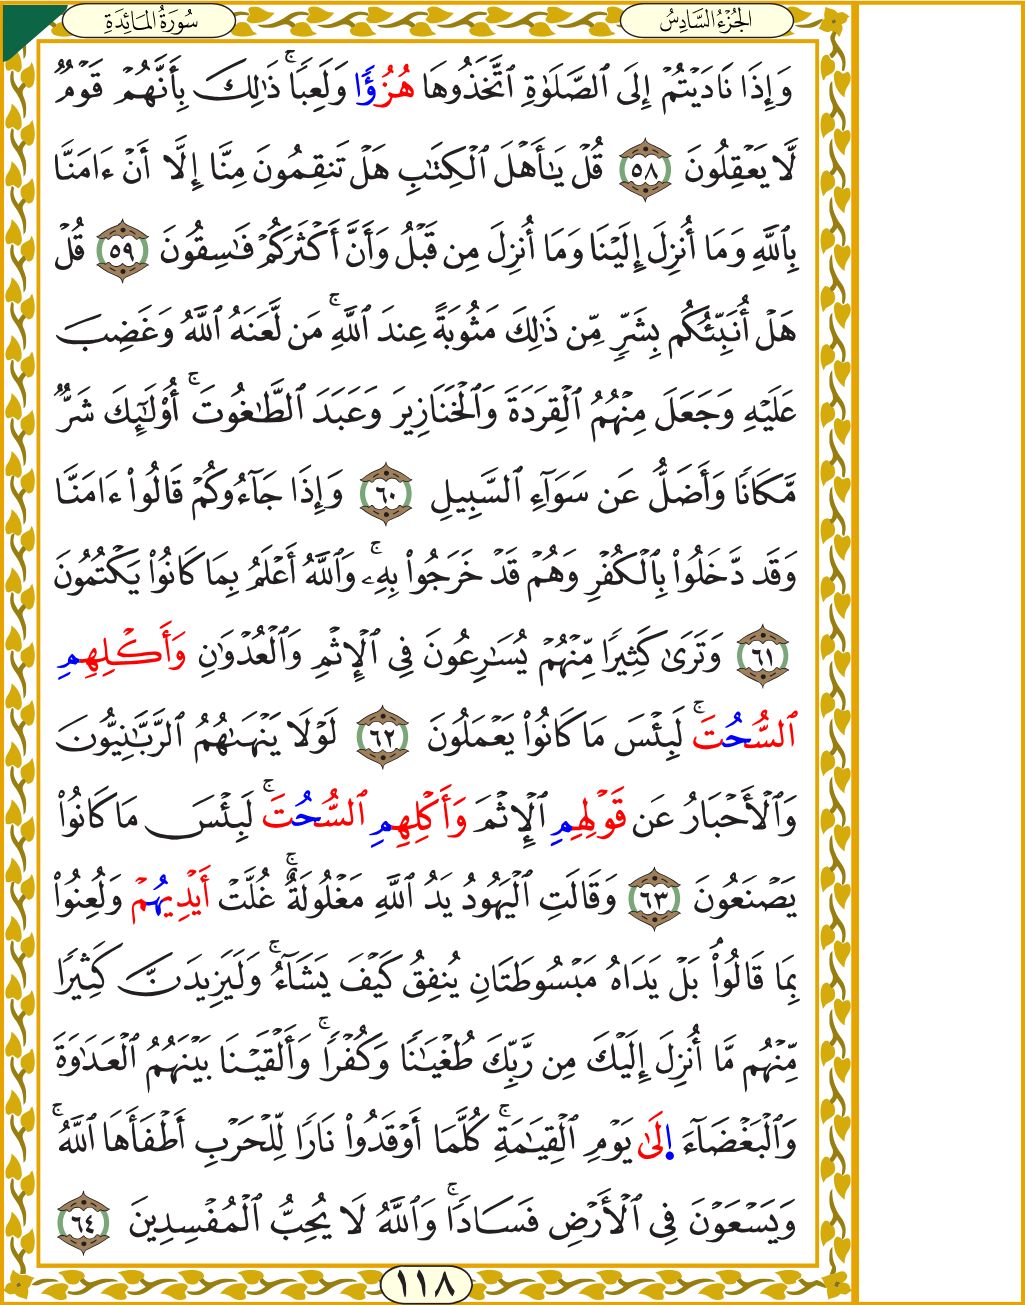 الجُزْءُ السَّادِسُ
سُورَةُ المَائِدَةِ
وَإِذَا نَادَيْتُمْ إِلَى ٱلصَّلَوٰةِ ٱتَّخَذُوهَا هُزُؤًا وَلَعِبًا ۚ ذَٰلِكَ بِأَنَّهُمْ قَوْمٌ
لَّا يَعْقِلُونَ ٥٨ قُلْ يَـٰٓأَهْلَ ٱلْكِتَـٰبِ هَلْ تَنقِمُونَ مِنَّا إِلَّا أَنْ ءَامَنَّا
بِٱللَّهِ وَمَا أُنزِلَ إِلَيْنَا وَمَا أُنزِلَ مِن قَبْلُ وَأَنَّ أَكْثَرَكُمْ فَـٰسِقُونَ ٥٩ قُلْ
هَلْ أُنَبِّئُكُم بِشَرٍّ مِّن ذَٰلِكَ مَثُوبَةً عِندَ ٱللَّهِ ۚ مَن لَّعَنَهُ ٱللَّهُ وَغَضِبَ
عَلَيْهِ وَجَعَلَ مِنْهُمُ ٱلْقِرَدَةَ وَٱلْخَنَازِيرَ وَعَبَدَ ٱلطَّـٰغُوتَ ۚ أُوْلَـٰٓئِكَ شَرٌّ
مَّكَانًا وَأَضَلُّ عَن سَوَآءِ ٱلسَّبِيلِ ٦٠ وَإِذَا جَآءُوكُمْ قَالُوا۟ ءَامَنَّا
وَقَد دَّخَلُوا۟ بِٱلْكُفْرِ وَهُمْ قَدْ خَرَجُوا۟ بِهِۦ ۚ وَٱللَّهُ أَعْلَمُ بِمَا كَانُوا۟ يَكْتُمُونَ
٦١ وَتَرَىٰ كَثِيرًا مِّنْهُمْ يُسَـٰرِعُونَ فِى ٱلْإِثْمِ وَٱلْعُدْوَٰنِ وَأَكْلِهِمِ
ٱلسُّحُتَ ۚ لَبِئْسَ مَا كَانُوا۟ يَعْمَلُونَ ٦٢ لَوْلَا يَنْهَىٰهُمُ ٱلرَّبَّـٰنِيُّونَ
وَٱلْأَحْبَارُ عَن قَوْلِهِمِ ٱلْإِثْمَ وَأَكْلِهِمِ ٱلسُّحُتَ ۚ لَبِئْسَ مَا كَانُوا۟
يَصْنَعُونَ ٦٣ وَقَالَتِ ٱلْيَهُودُ يَدُ ٱللَّهِ مَغْلُولَةٌ ۚ غُلَّتْ أَيْدِيهُمْ وَلُعِنُوا۟
بِمَا قَالُوا۟ ۘ بَلْ يَدَاهُ مَبْسُوطَتَانِ يُنفِقُ كَيْفَ يَشَآءُ ۚ وَلَيَزِيدَنَّ كَثِيرًا
مِّنْهُم مَّا أُنزِلَ إِلَيْكَ مِن رَّبِّكَ طُغْيَـٰنًا وَكُفْرًا ۚ وَأَلْقَيْنَا بَيْنَهُمُ ٱلْعَدَٰوَةَ
وَٱلْبَغْضَآءَ اِ۪لَىٰ يَوْمِ ٱلْقِيَـٰمَةِ ۚ كُلَّمَا أَوْقَدُوا۟ نَارًا لِّلْحَرْبِ أَطْفَأَهَا ٱللَّهُ ۚ
وَيَسْعَوْنَ فِى ٱلْأَرْضِ فَسَادًا ۚ وَٱللَّهُ لَا يُحِبُّ ٱلْمُفْسِدِينَ ٦٤
١١٨